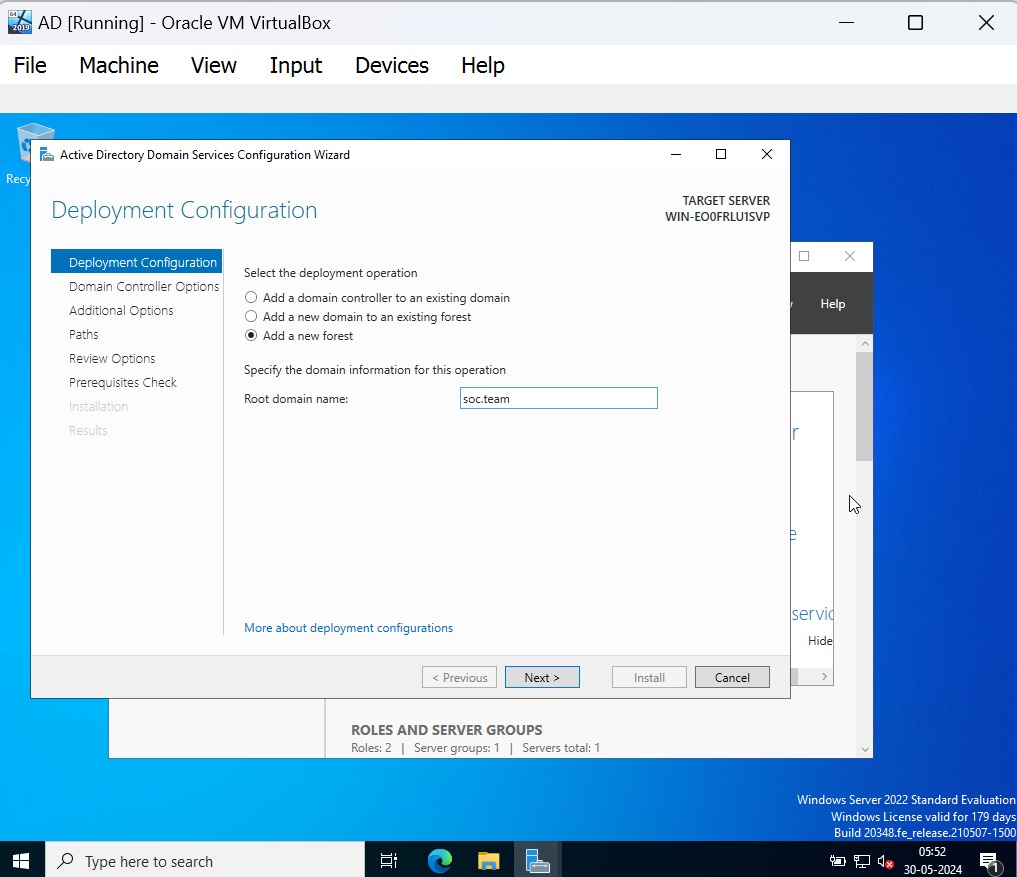 64
2019
AD [Running] - Oracle VM VirtualBox
File Machine View Input Devices Help
Recy
Active Directory Domain Services Configuration Wizard
Deployment Configuration
TARGET SERVER
WIN-EO0FRLU1SVP
Deployment Configuration
Domain Controller Options
Additional Options
Paths
Review Options
Prerequisites Check
Installation
Results
Select the deployment operation
Add a domain controller to an existing domain
Add a new domain to an existing forest
Add a new forest
Specify the domain information for this operation
Root domain name: soc.team
More about deployment configurations
< Previous Next > Install Cancel
Help
r
e
servic
Hide
ROLES AND SERVER GROUPS
Roles: 2 | Server groups: 1 | Servers total: 1
Windows Server 2022 Standard Evaluation
Windows License valid for 179 days
Build 20348.fe_release.210507-1500
Type here to search
05:52
30-05-2024
1